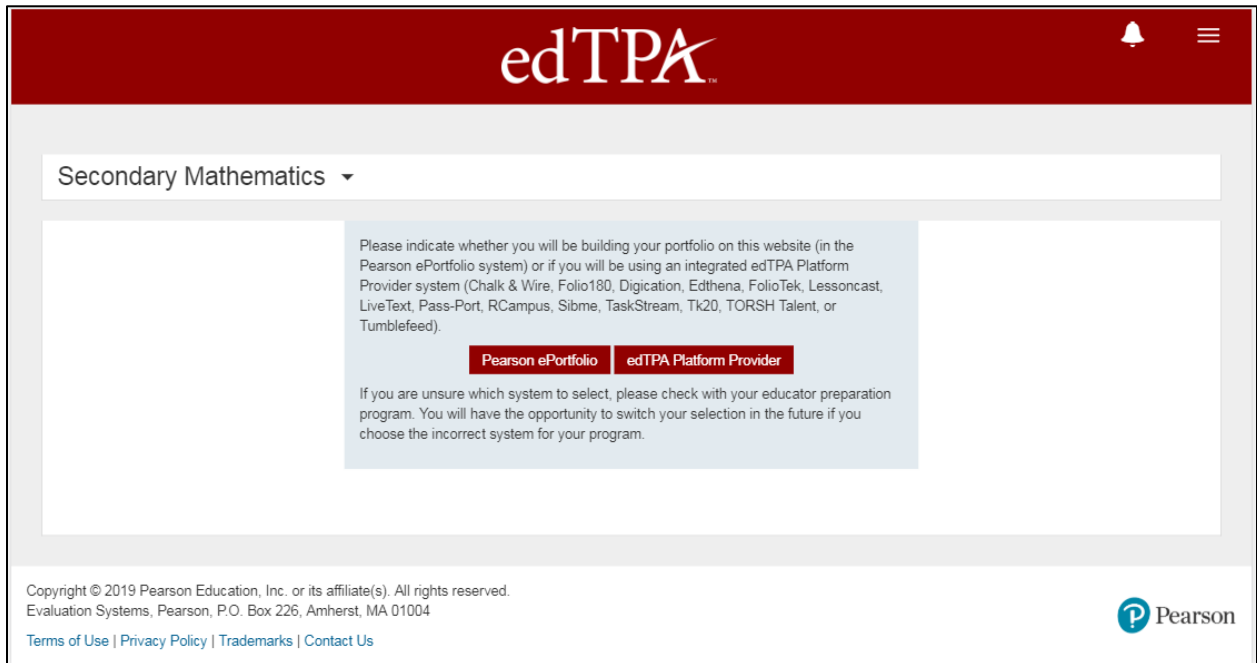 edTPA™
Secondary Mathematics
Please indicate whether you will be building your portfolio on this website (in the
Pearson ePortfolio system) or if you will be using an integrated edTPA Platform
Provider system (Chalk & Wire, Folio180, Digication, Edthena, FolioTek, Lessoncast,
LiveText, Pass-Port, RCampus, Sibme, TaskStream, Tk20, TORSH Talent, or
Tumblefeed).
Pearson ePortfolio edTPA Platform Provider
If you are unsure which system to select, please check with your educator preparation
program. You will have the opportunity to switch your selection in the future if you
choose the incorrect system for your program.
Copyright © 2019 Pearson Education, Inc. or its affiliate(s). All rights reserved.
Evaluation Systems, Pearson, P.O. Box 226, Amherst, MA 01004
Terms of Use | Privacy Policy | Trademarks | Contact Us
P Pearson